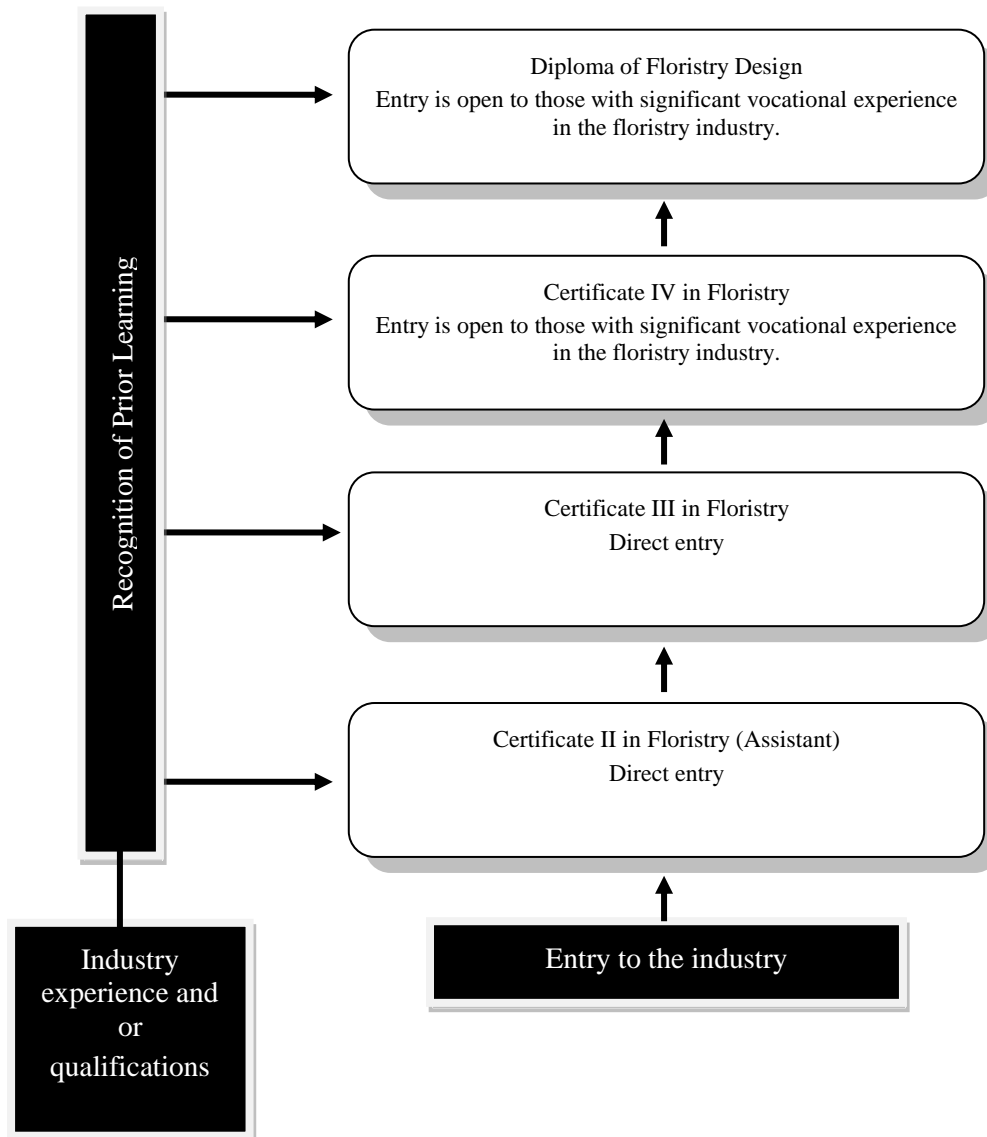 Diploma of Floristry Design
Entry is open to those with significant vocational experience
in the floristry industry.
Certificate IV in Floristry
Entry is open to those with significant vocational experience
in the floristry industry.
Certificate III in Floristry
Direct entry
Certificate II in Floristry (Assistant)
Direct entry
Recognition of Prior Learning
Industry
experience and
or
qualifications
Entry to the industry